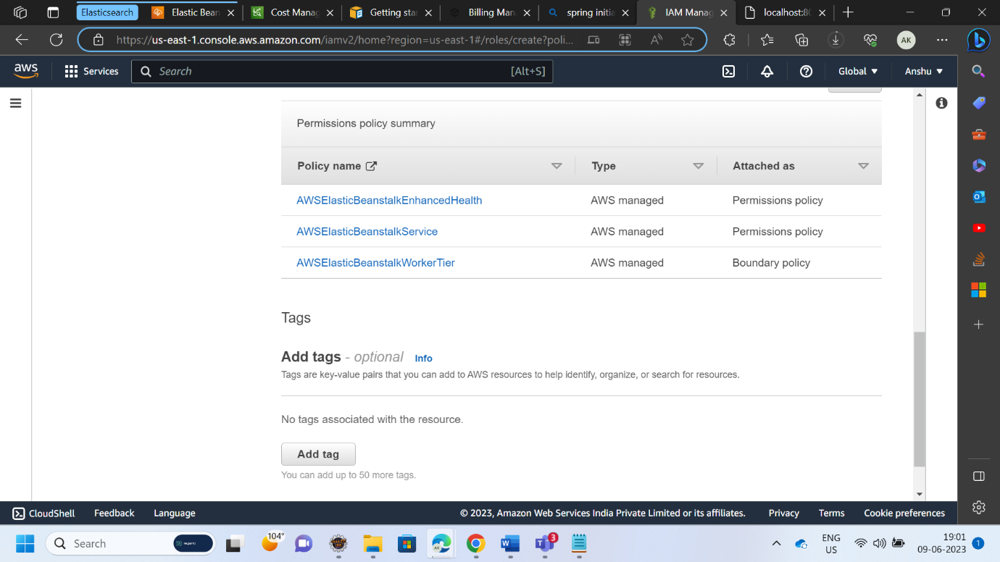 Elasticsearch
Elastic Bean
Cost Manag
Getting star
Billing Man
spring initia
IAM Manag
localhost:80
https://us-east-1.console.aws.amazon.com/iamv2/home?region=us-east-1#/roles/create?poli...
AK
aws
Services
Search
[Alt+S]
Global
Anshu
Permissions policy summary
Policy name Type Attached as
AWSElasticBeanstalkEnhancedHealth AWS managed Permissions policy
AWSElasticBeanstalkService AWS managed Permissions policy
AWSElasticBeanstalkWorkerTier AWS managed Boundary policy
Tags
Add tags - optional Info
Tags are key-value pairs that you can add to AWS resources to help identify, organize, or search for resources.
No tags associated with the resource.
Add tag
You can add up to 50 more tags.
CloudShell Feedback Language © 2023, Amazon Web Services India Private Limited or its affiliates. Privacy Terms Cookie preferences
Search
104°
3
ENG
US
19:01
09-06-2023
1